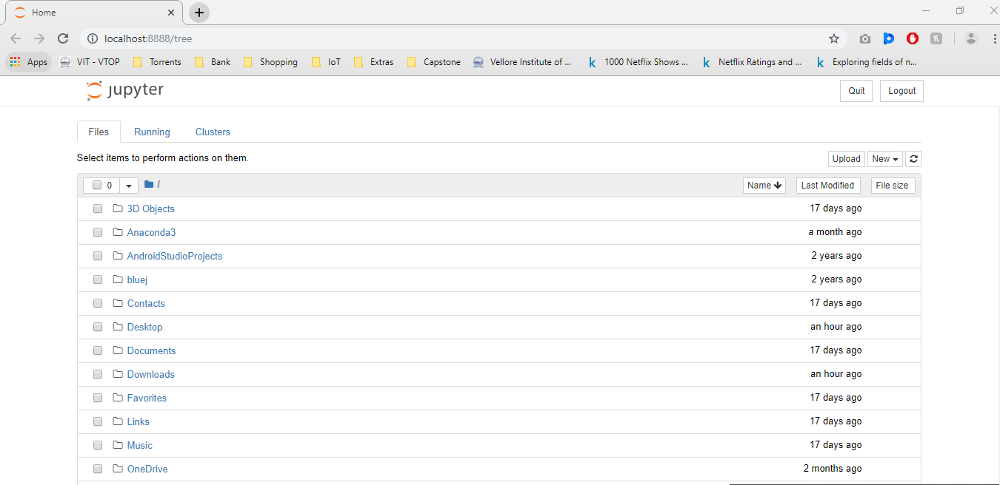 Home
localhost:8888/tree
Apps VIT - VTOP Torrents Bank Shopping IoT Extras Capstone Vellore Institute of ... 1000 Netflix Shows ... Netflix Ratings and ... Exploring fields of n...
jupyter Quit Logout
Files Running Clusters
Select items to perform actions on them. Upload New
0 / Name Last Modified File size
3D Objects 17 days ago
Anaconda3 a month ago
AndroidStudioProjects 2 years ago
bluej 2 years ago
Contacts 17 days ago
Desktop an hour ago
Documents 17 days ago
Downloads an hour ago
Favorites 17 days ago
Links 17 days ago
Music 17 days ago
OneDrive 2 months ago